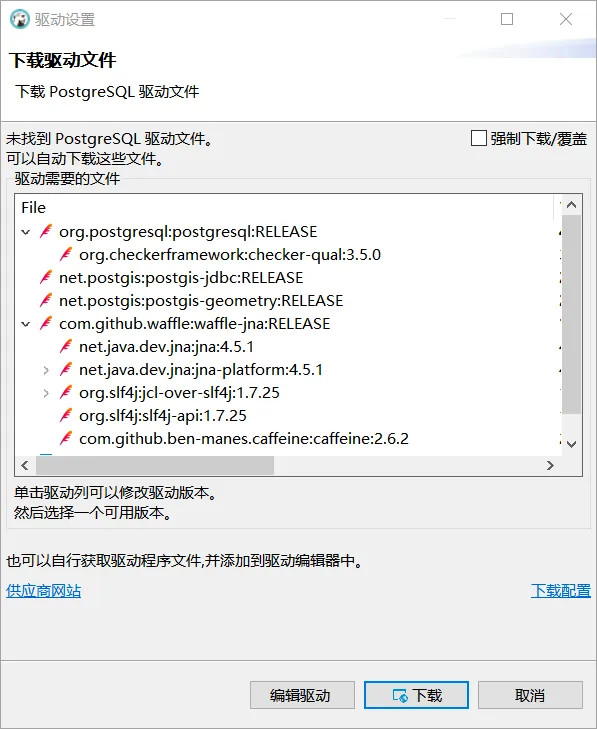 驱动设置
下载驱动文件
下载 PostgreSQL 驱动文件
未找到 PostgreSQL 驱动文件。
强制下载/覆盖
可以自动下载这些文件。
驱动需要的文件
File
org.postgresql:postgresql:RELEASE
org.checkerframework:checker-qual:3.5.0
net.postgis:postgis-jdbc:RELEASE
net.postgis:postgis-geometry:RELEASE
com.github.waffle:waffle-jna:RELEASE
net.java.dev.jna:jna:4.5.1
net.java.dev.jna:jna-platform:4.5.1
org.slf4j:jcl-over-slf4j:1.7.25
org.slf4j:slf4j-api:1.7.25
com.github.ben-manes.caffeine:caffeine:2.6.2
单击驱动列可以修改驱动版本。
然后选择一个可用版本。
也可以自行获取驱动程序文件,并添加到驱动编辑器中。
供应商网站
下载配置
编辑驱动
下载
取消